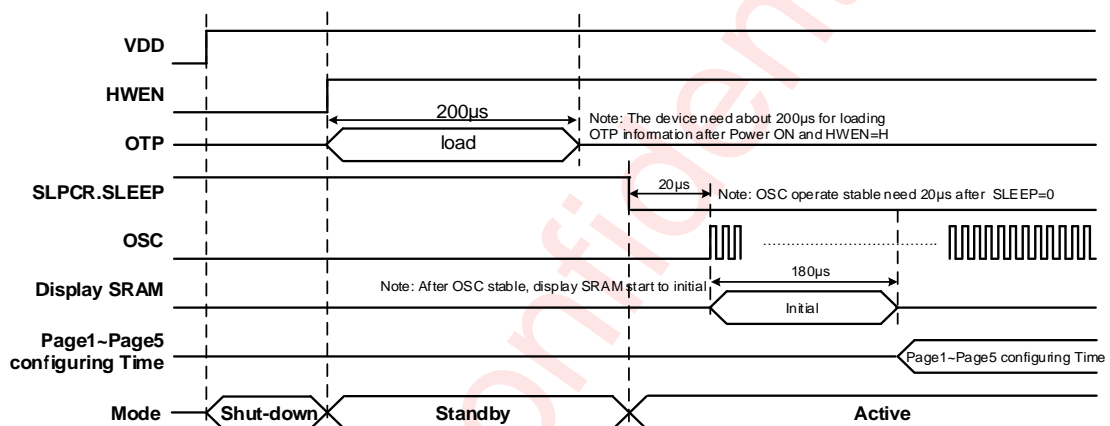 VDD
HWEN
200µs
Note: The device need about 200µs for loading
OTP information after Power ON and HWEN=H
OTP
load
SLPCR.SLEEP
20µs
Note: OSC operate stable need 20µs after SLEEP=0
OSC
180µs
Display SRAM
Note: After OSC stable, display SRAM start to initial
Initial
Page1~Page5
configuring Time
Page1~Page5 configuring Time
Mode
Shut-down
Standby
Active
onfidential